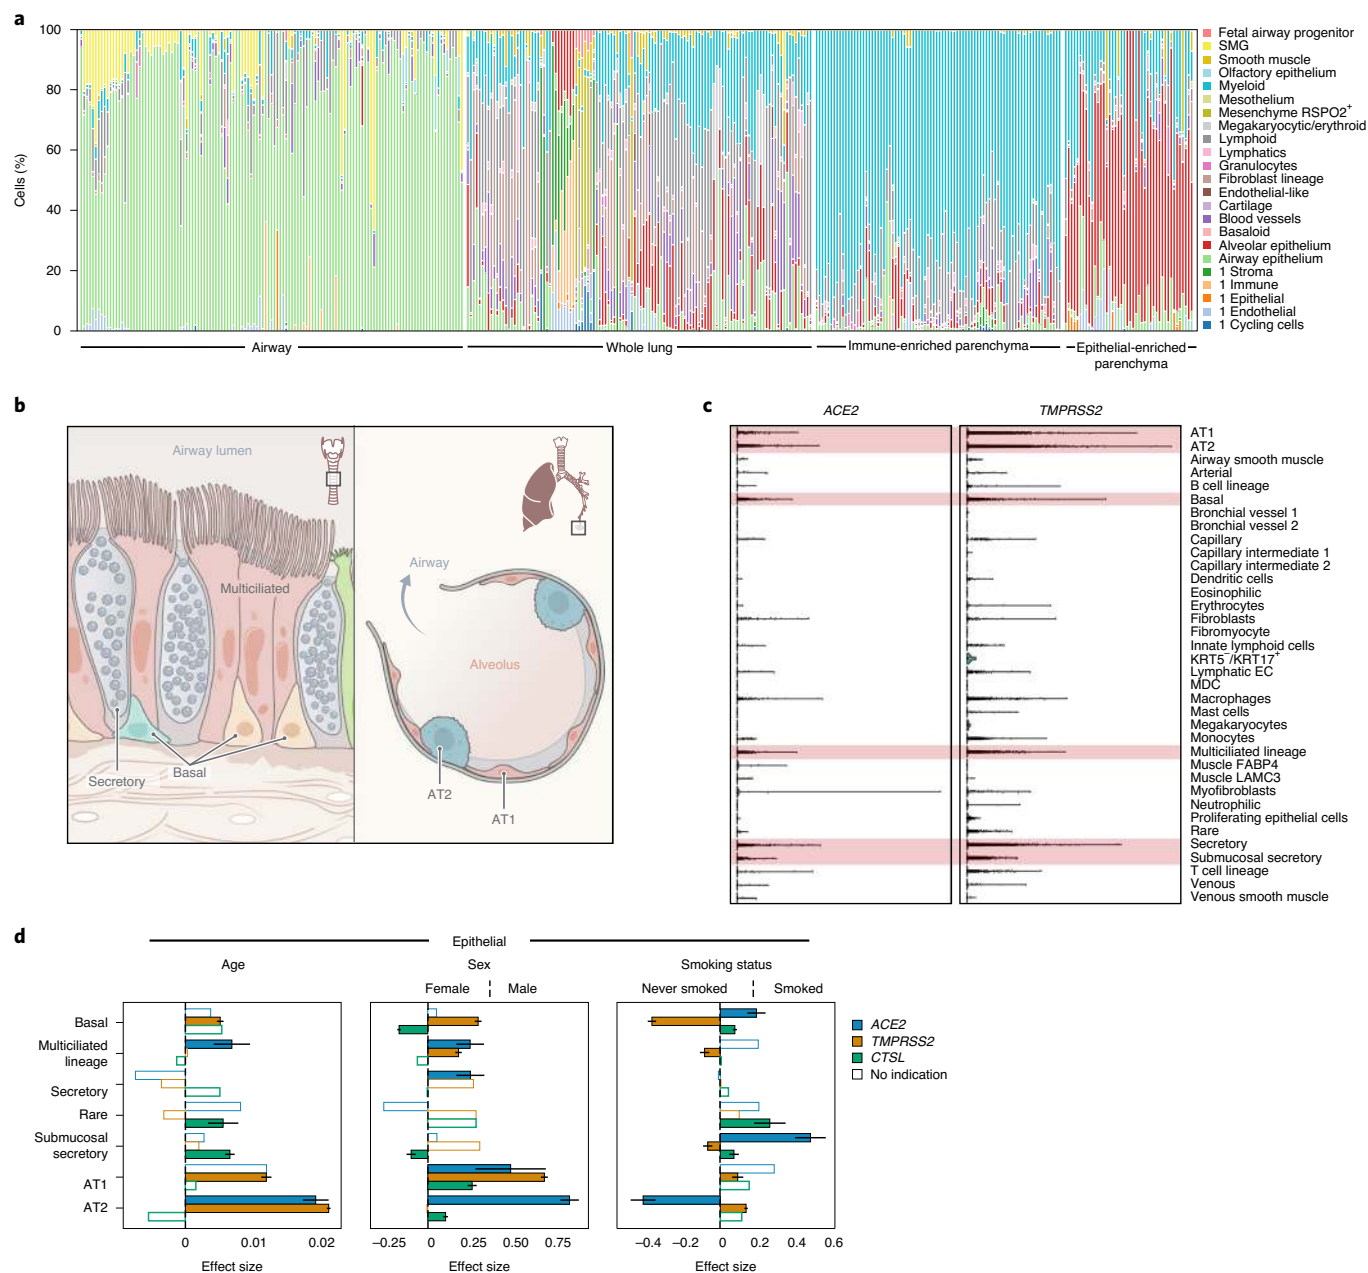 a
100
80
60
40
20
0
Cells (%)
Airway
Whole lung
Immune-enriched parenchyma
Epithelial-enriched
parenchyma
Fetal airway progenitor
SMG
Smooth muscle
Olfactory epithelium
Myeloid
Mesothelium
Mesenchyme RSPO2+
Megakaryocytic/erythroid
Lymphoid
Lymphatics
Granulocytes
Fibroblast lineage
Endothelial-like
Cartilage
Blood vessels
Basaloid
Alveolar epithelium
Airway epithelium
1 Stroma
1 Immune
1 Epithelial
1 Endothelial
1 Cycling cells
b
Airway lumen
Multiciliated
Secretory
Basal
Airway
Alveolus
AT2
AT1
c
ACE2
TMPRSS2
AT1
AT2
Airway smooth muscle
Arterial
B cell lineage
Basal
Bronchial vessel 1
Bronchial vessel 2
Capillary
Capillary intermediate 1
Capillary intermediate 2
Dendritic cells
Eosinophilic
Erythrocytes
Fibroblasts
Fibromyocyte
Innate lymphoid cells
KRT5−/KRT17+
Lymphatic EC
MDC
Macrophages
Mast cells
Megakaryocytes
Monocytes
Multiciliated lineage
Muscle FABP4
Muscle LAMC3
Myofibroblasts
Neutrophilic
Proliferating epithelial cells
Rare
Secretory
Submucosal secretory
T cell lineage
Venous
Venous smooth muscle
d
Epithelial
Age
Sex
Smoking status
Female
Male
Never smoked
Smoked
Basal
Multiciliated
lineage
Secretory
Rare
Submucosal
secretory
AT1
AT2
0 0.01 0.02
Effect size
−0.25 0 0.25 0.50 0.75
Effect size
−0.4 −0.2 0 0.2 0.4 0.6
Effect size
ACE2
TMPRSS2
CTSL
No indication